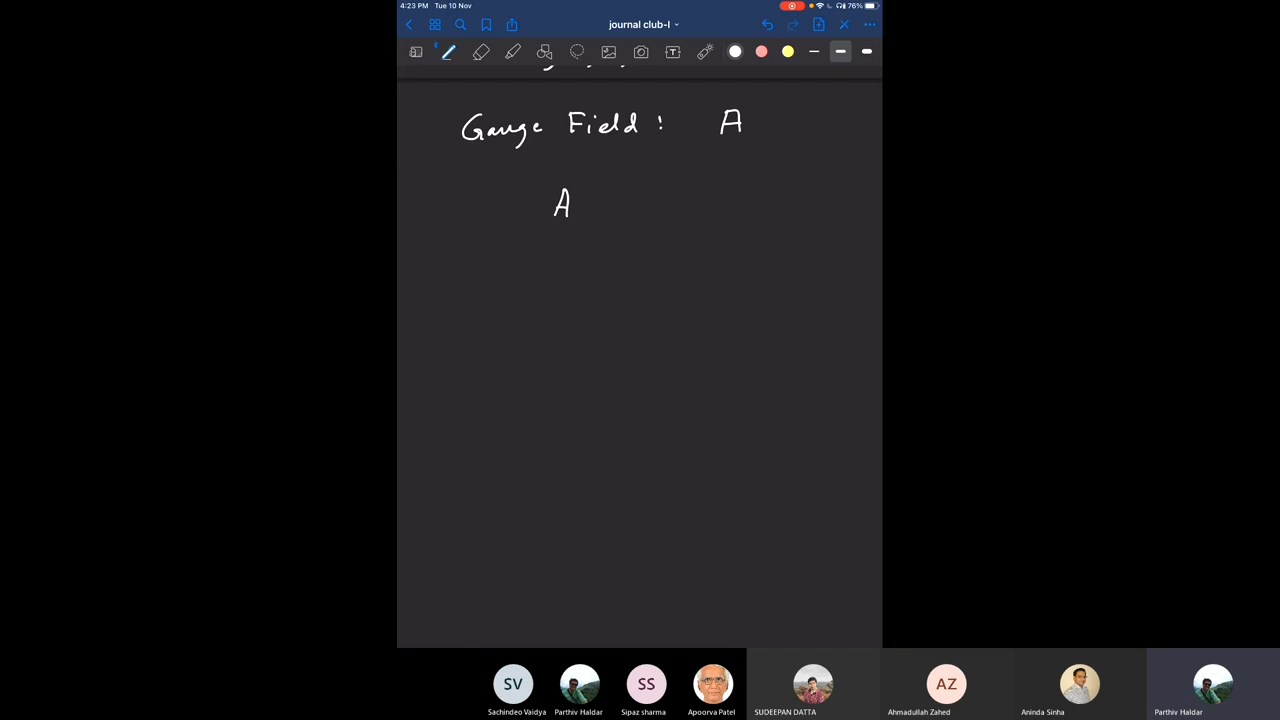 4:23 PM Tue 10 Nov 76%
journal club-I
T
Gauge Field : A
A
SV SS AZ
Sachindeo Vaidya Parthiv Haldar Sipaz sharma Apoorva Patel SUDEEPAN DATTA Ahmadullah Zahed Aninda Sinha Parthiv Haldar